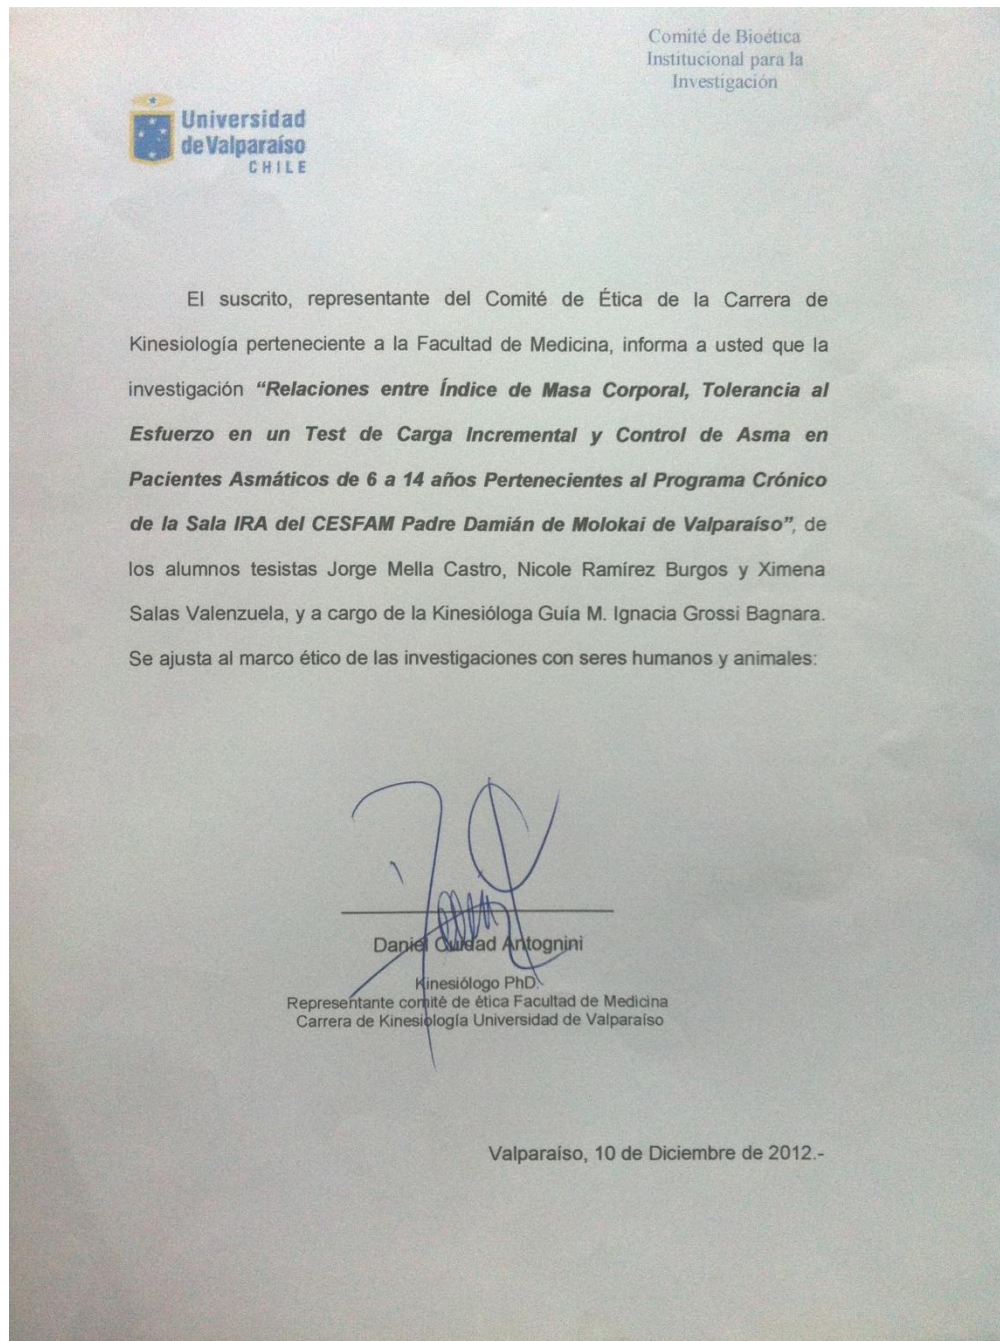 Comité de Bioética
Institucional para la
Investigación
Universidad
de Valparaíso
CHILE
El suscrito, representante del Comité de Ética de la Carrera de
Kinesiología perteneciente a la Facultad de Medicina, informa a usted que la
investigación “Relaciones entre Índice de Masa Corporal, Tolerancia al
Esfuerzo en un Test de Carga Incremental y Control de Asma en
Pacientes Asmáticos de 6 a 14 años Pertenecientes al Programa Crónico
de la Sala IRA del CESFAM Padre Damián de Molokai de Valparaíso”, de
los alumnos tesistas Jorge Mella Castro, Nicole Ramírez Burgos y Ximena
Salas Valenzuela, y a cargo de la Kinesióloga Guía M. Ignacia Grossi Bagnara.
Se ajusta al marco ético de las investigaciones con seres humanos y animales:
Daniel Antognini
Kinesiólogo PhD.
Representante comité de ética Facultad de Medicina
Carrera de Kinesiología Universidad de Valparaíso
Valparaíso, 10 de Diciembre de 2012.-